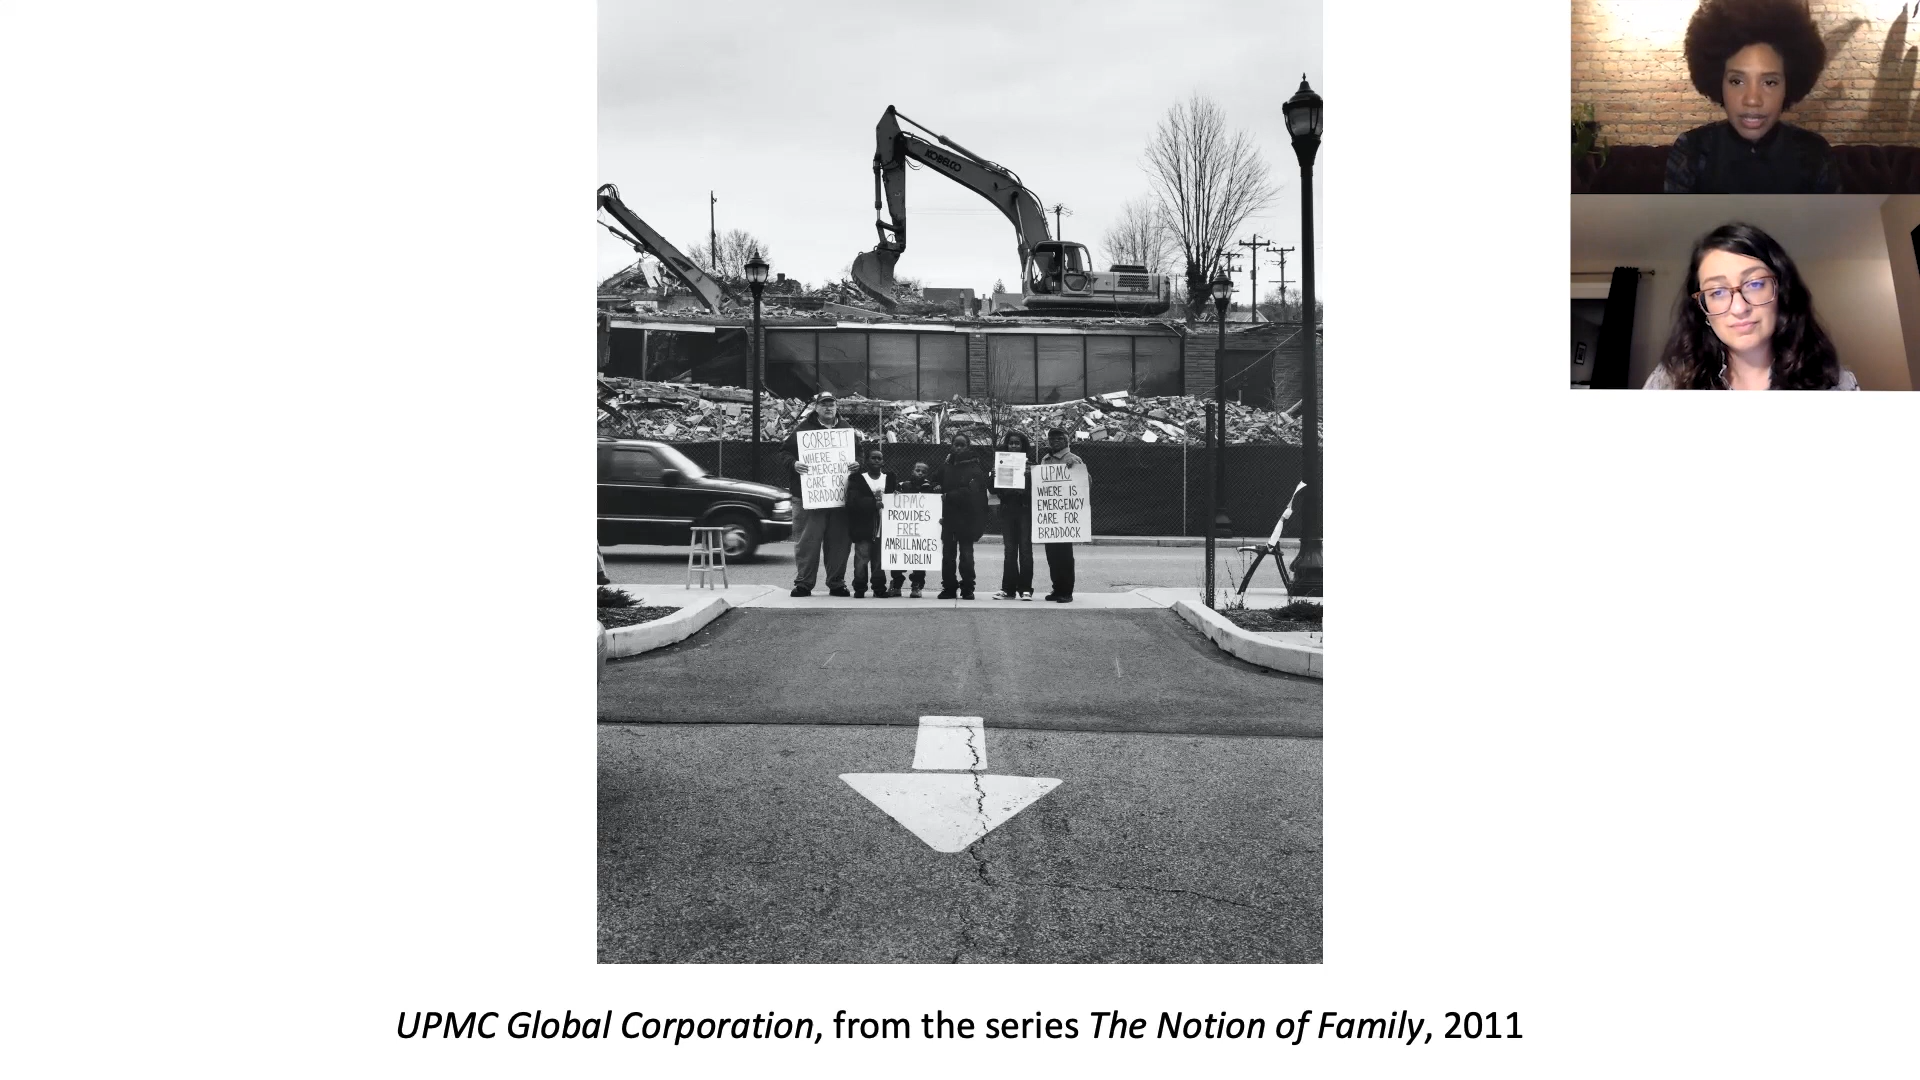 KOBELCO
CORBETT
WHERE IS
EMERGENCY
CARE FOR
BRADDOCK
UPMC
PROVIDES
FREE
AMBULANCES
IN DUBLIN
UPMC
WHERE IS
EMERGENCY
CARE FOR
BRADDOCK
UPMC Global Corporation, from the series The Notion of Family, 2011